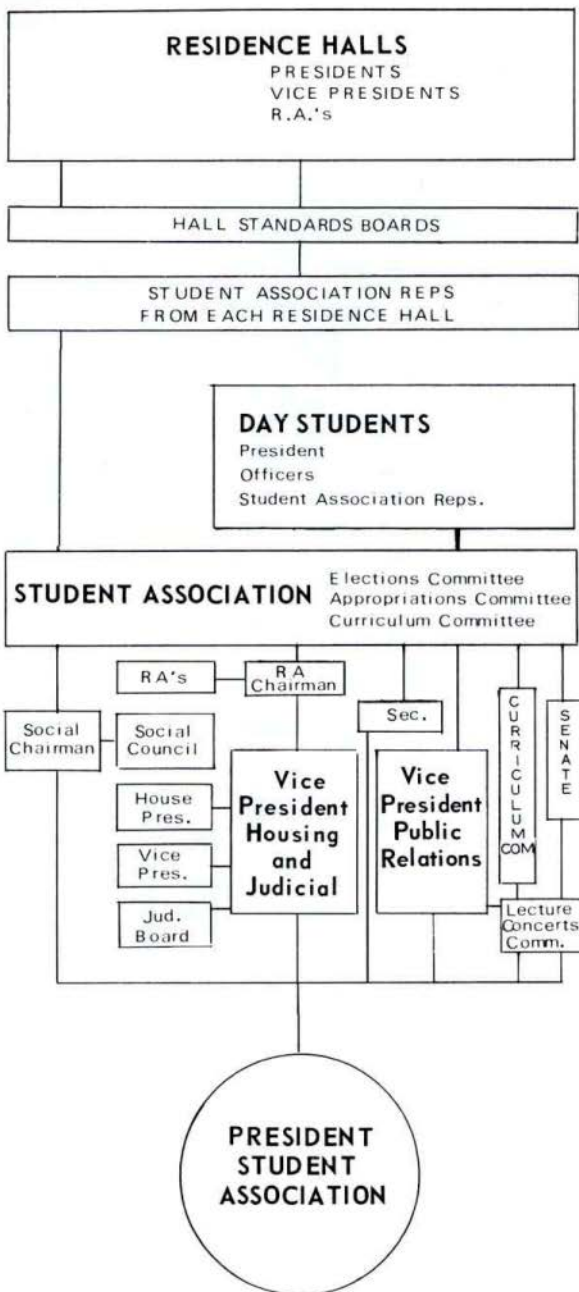 RESIDENCE HALLS
PRESIDENTS
VICE PRESIDENTS
R.A.'s
HALL STANDARDS BOARDS
STUDENT ASSOCIATION REPS
FROM EACH RESIDENCE HALL
DAY STUDENTS
President
Officers
Student Association Reps.
STUDENT ASSOCIATION
Elections Committee
Appropriations Committee
Curriculum Committee
RA's
RA
Chairman
Social
Chairman
Social
Council
House
Pres.
Vice
Pres.
Jud.
Board
Vice
President
Housing
and
Judicial
Sec.
Vice
President
Public
Relations
CURRICULUM
COM
SENATE
Lecture
Concerts
Comm.
PRESIDENT
STUDENT
ASSOCIATION